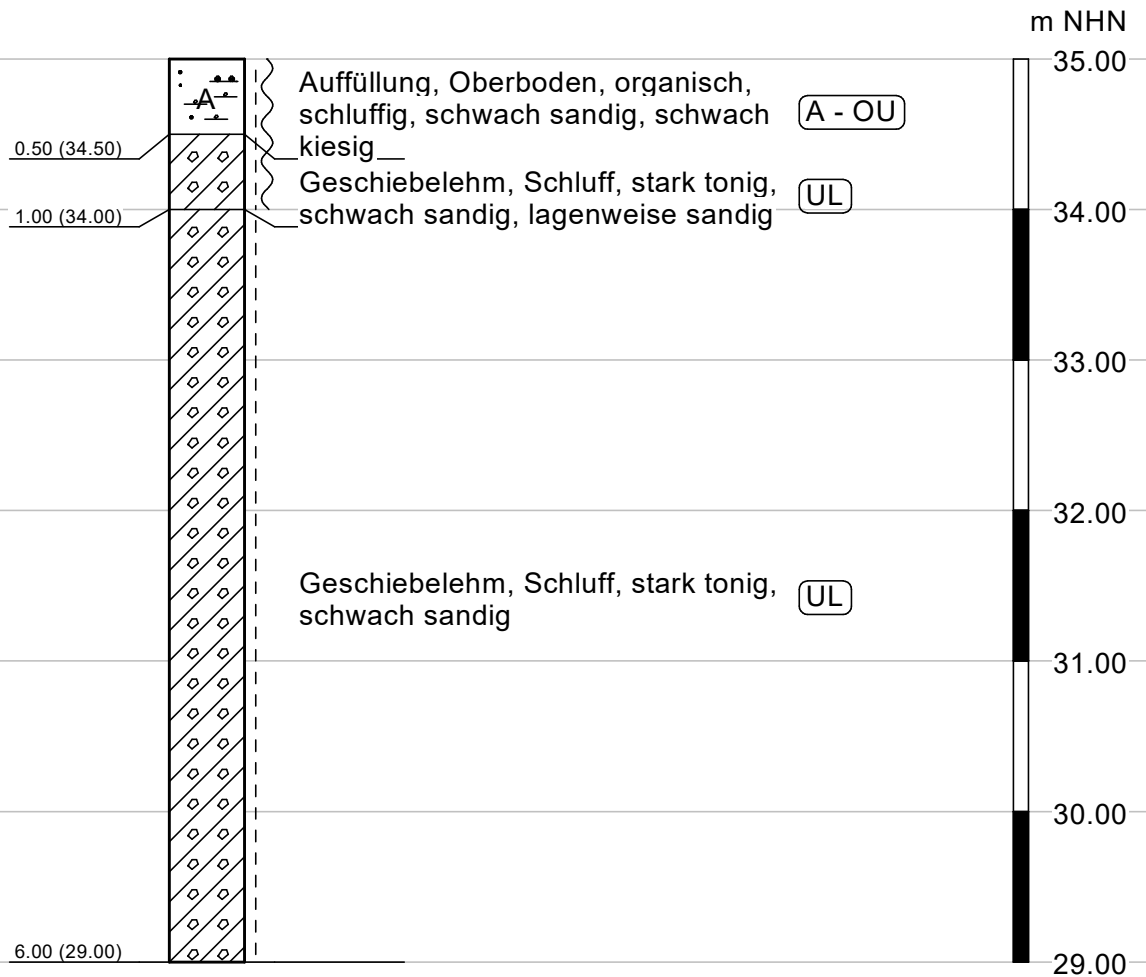 m NHN
35.00
Auffüllung, Oberboden, organisch,
schluffig, schwach sandig, schwach
kiesig
A - OU
A
0.50 (34.50)
Geschiebelehm, Schluff, stark tonig,
schwach sandig, lagenweise sandig
UL
1.00 (34.00)
34.00
33.00
32.00
Geschiebelehm, Schluff, stark tonig,
schwach sandig
UL
31.00
30.00
6.00 (29.00)
29.00